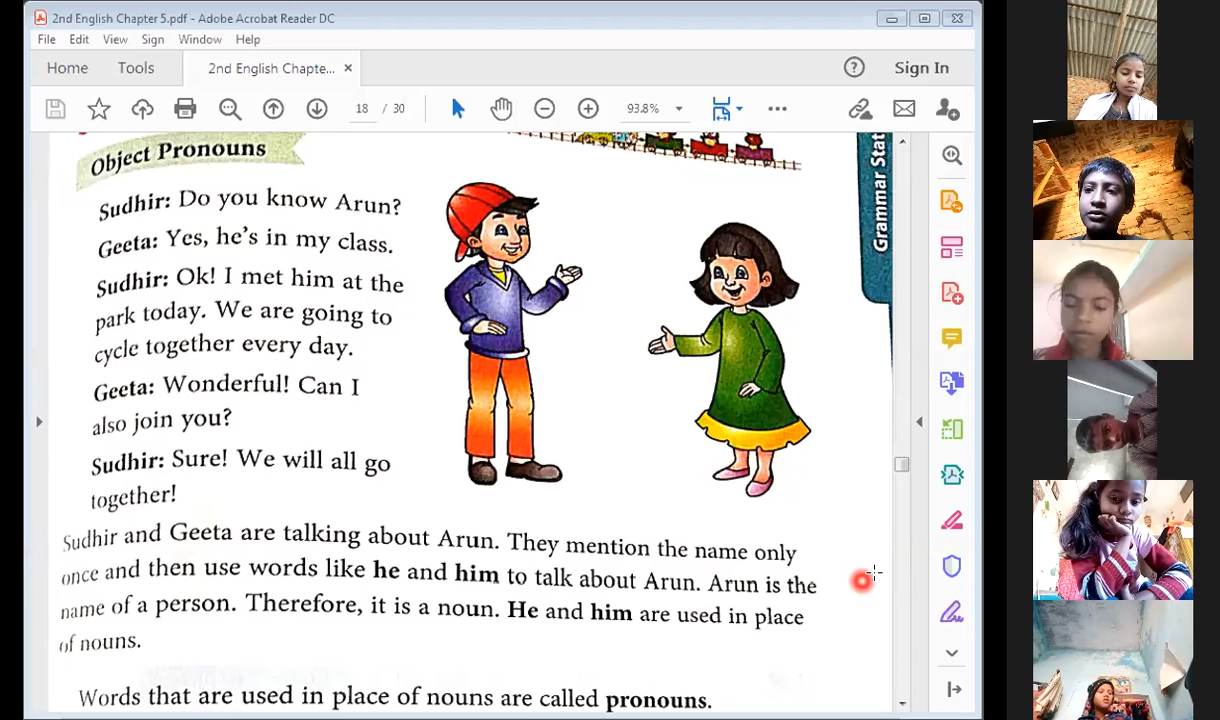 2nd English Chapter 5.pdf - Adobe Acrobat Reader DC
File Edit View Sign Window Help
Home Tools 2nd English Chapte... Sign In
18 / 30 93.8%
Object Pronouns
Grammar Stat
Sudhir: Do you know Arun?
Geeta: Yes, he's in my class.
Sudhir: Ok! I met him at the
park today. We are going to
cycle together every day.
Geeta: Wonderful! Can I
also join you?
Sudhir: Sure! We will all go
together!
Sudhir and Geeta are talking about Arun. They mention the name only
once and then use words like he and him to talk about Arun. Arun is the
name of a person. Therefore, it is a noun. He and him are used in place
of nouns.
Words that are used in place of nouns are called pronouns.